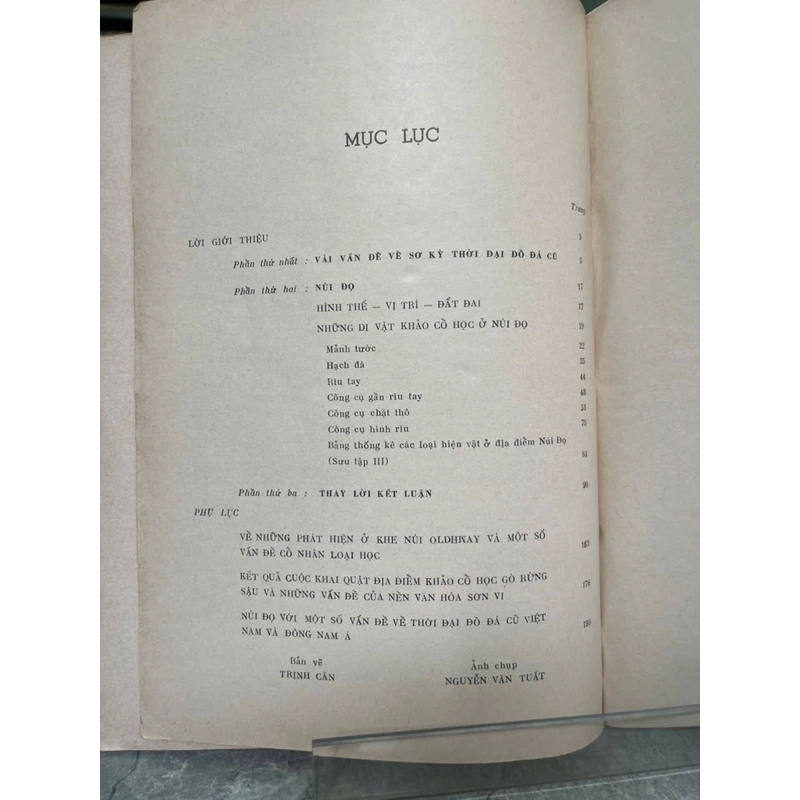 MỤC LỤC
Trang
LỜI GIỚI THIỆU 3
Phần thứ nhất : VÀI VẤN ĐỀ VỀ SƠ KỲ THỜI ĐẠI ĐỒ ĐÁ CŨ 5
Phần thứ hai : NÚI ĐỌ 17
HÌNH THẾ — VỊ TRÍ — ĐẤT ĐAI 17
NHỮNG DI VẬT KHẢO CỔ HỌC Ở NÚI ĐỌ 19
Mảnh tước 22
Hạch đá 35
Rìu tay 44
Công cụ gần rìu tay 48
Công cụ chặt thô 51
Công cụ hình rìu 75
Bảng thống kê các loại hiện vật ở địa điểm Núi Đọ
(Sưu tập III) 84
Phần thứ ba : THAY LỜI KẾT LUẬN 90
PHỤ LỤC
VỀ NHỮNG PHÁT HIỆN Ở KHE NÚI OLDHWAY VÀ MỘT SỐ
VẤN ĐỀ CỔ NHÂN LOẠI HỌC 163
KẾT QUẢ CUỘC KHAI QUẬT ĐỊA ĐIỂM KHẢO CỔ HỌC GÒ RỪNG
SẬU VÀ NHỮNG VẤN ĐỀ CỦA NỀN VĂN HÓA SƠN VI 176
NÚI ĐỌ VỚI MỘT SỐ VẤN ĐỀ VỀ THỜI ĐẠI ĐỒ ĐÁ CŨ VIỆT
NAM VÀ ĐÔNG NAM Á
Bản vẽ Ảnh chụp
TRỊNH CĂN NGUYỄN VĂN TUẤT